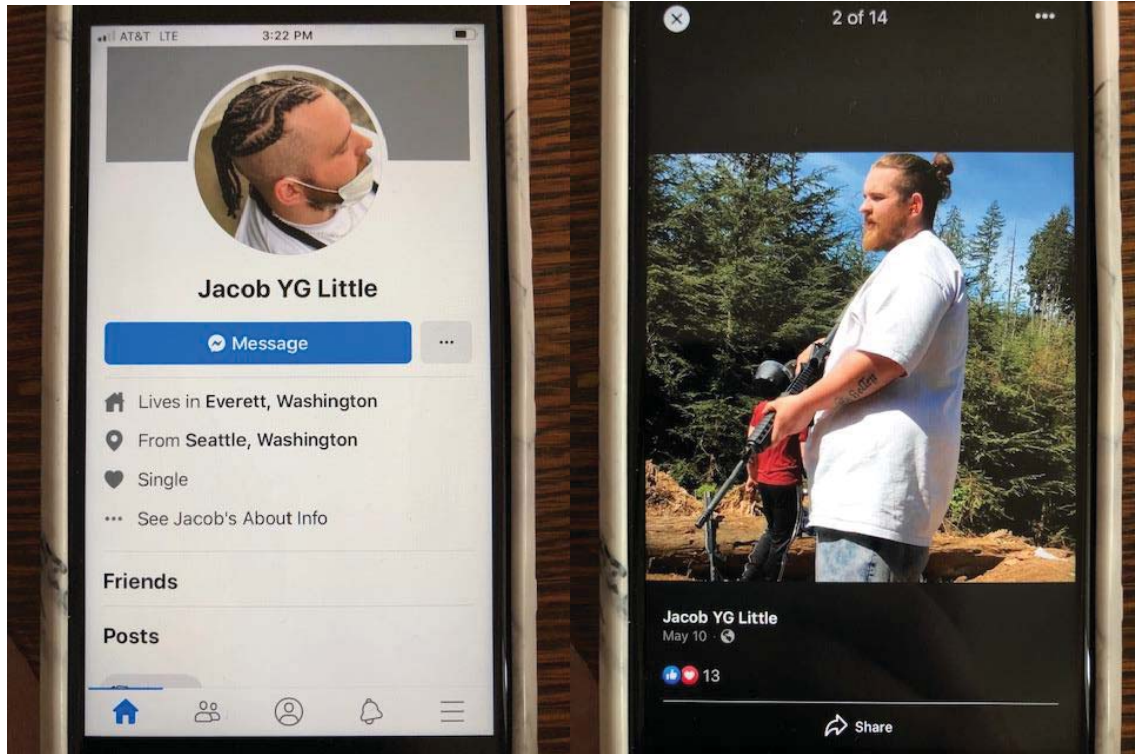 AT&T LTE
3:22 PM
Jacob YG Little
Message
...
Lives in Everett, Washington
From Seattle, Washington
Single
... See Jacob's About Info
Friends
Posts
2 of 14
...
Jacob YG Little
May 10 ·
13
Share